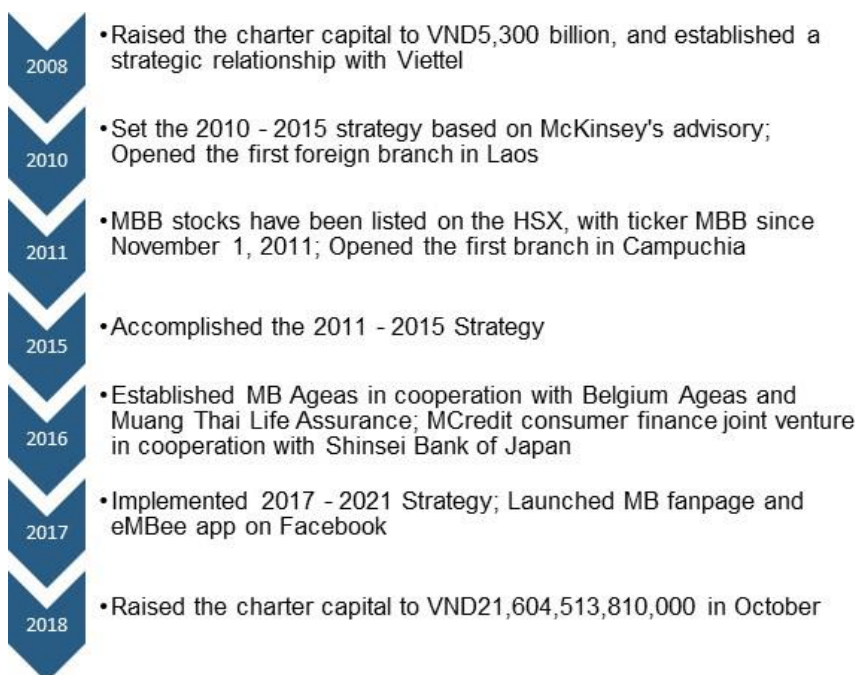 2008
•Raised the charter capital to VND5,300 billion, and established a
strategic relationship with Viettel
2010
•Set the 2010 - 2015 strategy based on McKinsey's advisory;
Opened the first foreign branch in Laos
2011
•MBB stocks have been listed on the HSX, with ticker MBB since
November 1, 2011; Opened the first branch in Campuchia
2015
•Accomplished the 2011 - 2015 Strategy
2016
•Established MB Ageas in cooperation with Belgium Ageas and
Muang Thai Life Assurance; MCredit consumer finance joint venture
in cooperation with Shinsei Bank of Japan
2017
•Implemented 2017 - 2021 Strategy; Launched MB fanpage and
eMBee app on Facebook
2018
•Raised the charter capital to VND21,604,513,810,000 in October